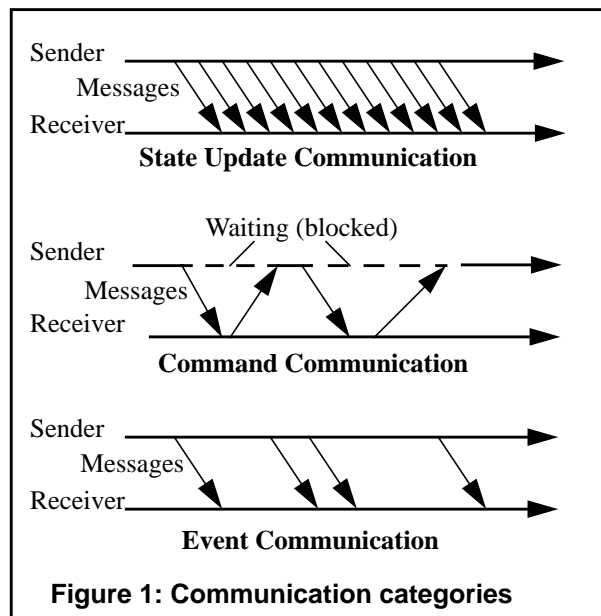 Sender
Messages
Receiver
State Update Communication
Waiting (blocked)
Sender
Messages
Receiver
Command Communication
Sender
Messages
Receiver
Event Communication
Figure 1: Communication categories